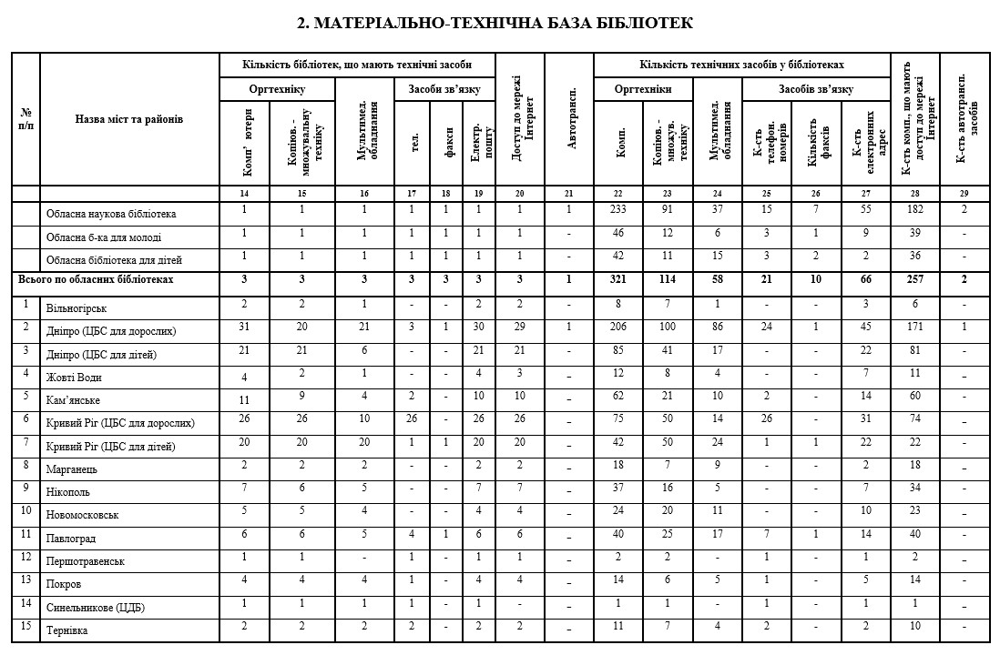 2. МАТЕРІАЛЬНО-ТЕХНІЧНА БАЗА БІБЛІОТЕК
№ п/п
Назва міст та районів
Кількість бібліотек, що мають технічні засоби
Оргтехніку
Комп’ ютери
Копіюв. - множувальну техніку
Мультимед. обладнання
Засоби зв’язку
тел.
факси
Електр. пошту
Доступ до мережі Інтернет
Автотрансп.
Кількість технічних засобів у бібліотеках
Оргтехніки
Комп.
Копіюв. - множув. техніку
Мультимед. обладнання
Засобів зв’язку
К-сть телефон. номерів
Кількість факсів
К-сть електронних адрес
К-сть комп., що мають доступ до мережі Інтернет
К-сть автотрансп. засобів
14 15 16 17 18 19 20 21 22 23 24 25 26 27 28 29
Обласна наукова бібліотека 1 1 1 1 1 1 1 1 233 91 37 15 7 55 182 2
Обласна б-ка для молоді 1 1 1 1 1 1 1 - 46 12 6 3 1 9 39 -
Обласна бібліотека для дітей 1 1 1 1 1 1 1 - 42 11 15 3 2 2 36 -
Всього по обласних бібліотеках 3 3 3 3 3 3 3 1 321 114 58 21 10 66 257 2
1 Вільногірськ 2 2 1 - - 2 2 - 8 7 1 - - 3 6 -
2 Дніпро (ЦБС для дорослих) 31 20 21 3 1 30 29 1 206 100 86 24 1 45 171 1
3 Дніпро (ЦБС для дітей) 21 21 6 - - 21 21 - 85 41 17 - - 22 81 -
4 Жовті Води 4 2 1 - - 4 3 - 12 8 4 - - 7 11 -
5 Кам’янське 11 9 4 2 - 10 10 - 62 21 10 2 - 14 60 -
6 Кривий Ріг (ЦБС для дорослих) 26 26 10 26 - 26 26 - 75 50 14 26 - 31 74 -
7 Кривий Ріг (ЦБС для дітей) 20 20 20 1 1 20 20 - 42 50 24 1 1 22 22 -
8 Марганець 2 2 2 - - 2 2 - 18 7 9 - - 2 18 -
9 Нікополь 7 6 5 - - 7 7 - 37 16 5 - - 7 34 -
10 Новомосковськ 5 5 4 - - 4 4 - 24 20 11 - - 10 23 -
11 Павлоград 6 6 5 4 1 6 6 - 40 25 17 7 1 14 40 -
12 Першотравенськ 1 1 - 1 - 1 1 - 2 2 - 1 - 1 2 -
13 Покров 4 4 4 1 - 4 4 - 14 6 5 1 - 5 14 -
14 Синельникове (ЦДБ) 1 1 1 1 - 1 - - 1 1 - 1 - 1 1 -
15 Тернівка 2 2 2 2 - 2 2 - 11 7 4 2 - 2 10 -